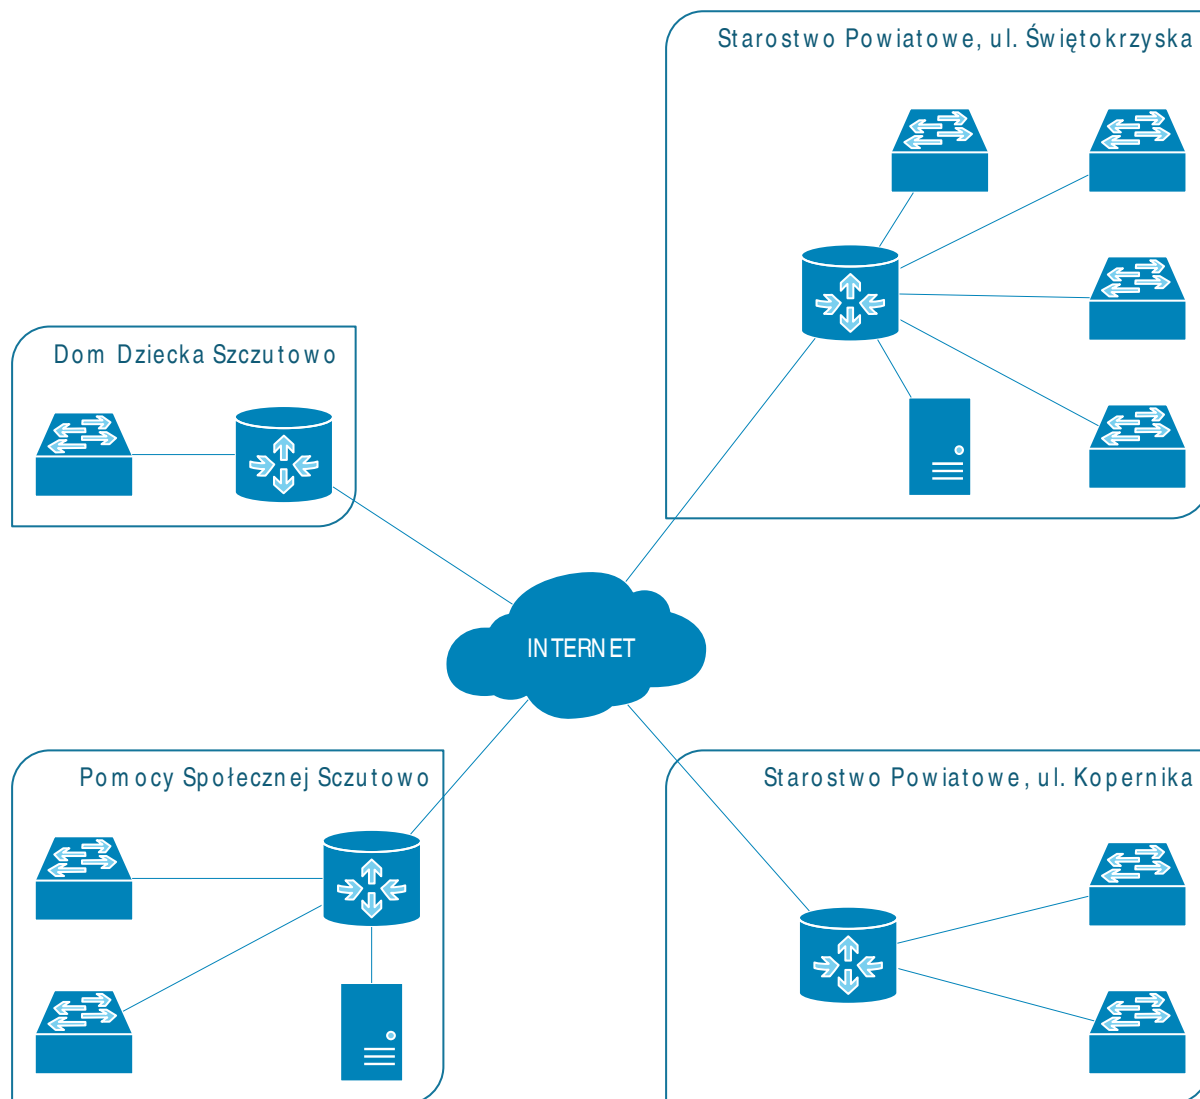 Starostwo Powiatowe, ul. Świętokrzyska
Dom Dziecka Szczutowo
INTERNET
Pomocy Społecznej Sczutowo
Starostwo Powiatowe, ul. Kopernika